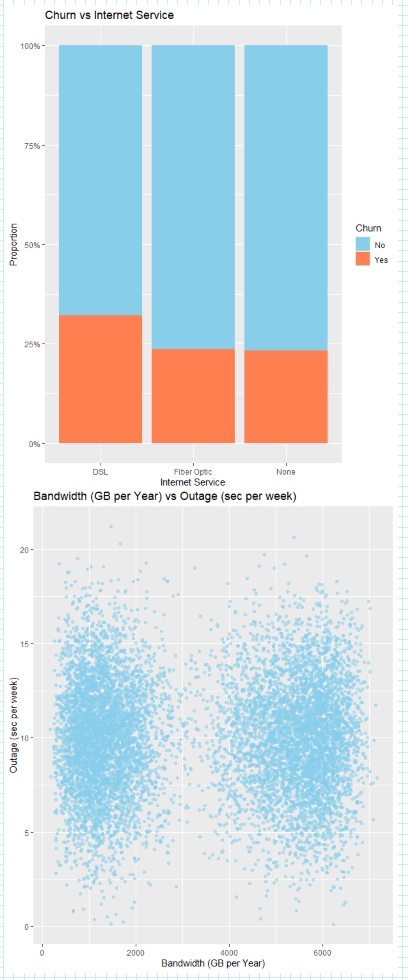 Churn vs Internet Service
100%
75%
50%
25%
0%
Proportion
DSL Fiber Optic None
Internet Service
Churn
No
Yes
Bandwidth (GB per Year) vs Outage (sec per week)
20
15
10
5
0
Outage (sec per week)
0 2000 4000 6000
Bandwidth (GB per Year)